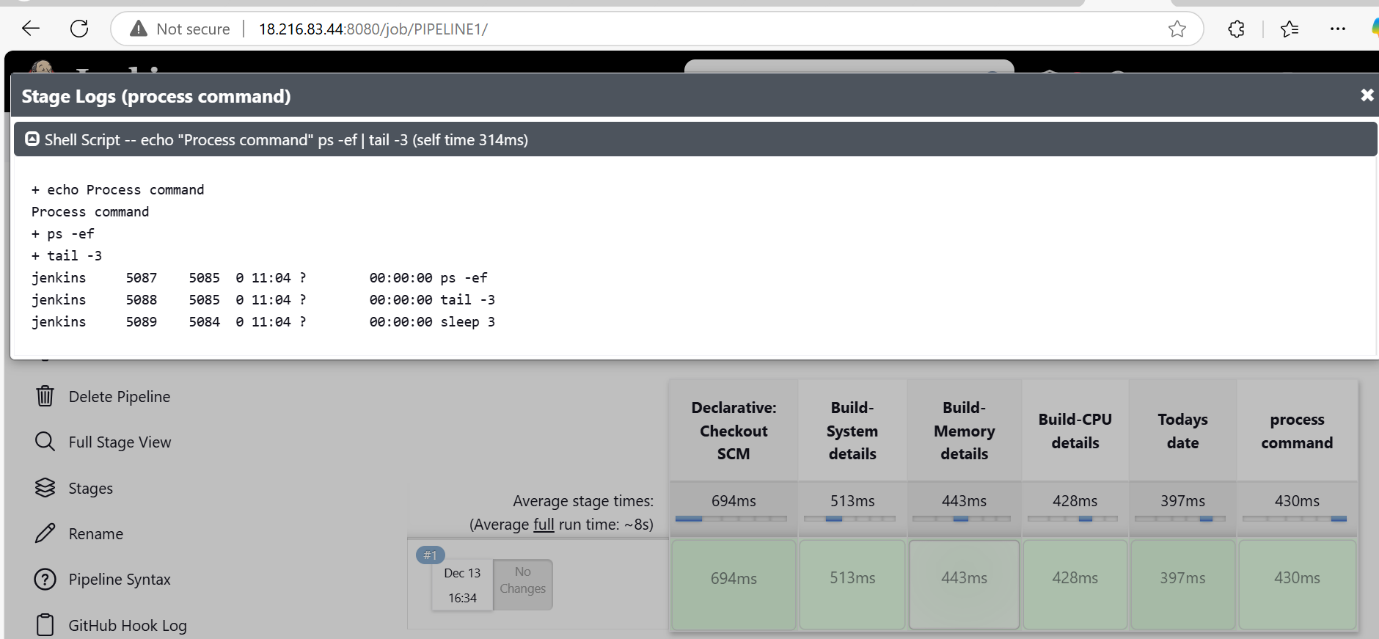 Not secure | 18.216.83.44:8080/job/PIPELINE1/
Stage Logs (process command)
Shell Script -- echo "Process command" ps -ef | tail -3 (self time 314ms)
+ echo Process command
Process command
+ ps -ef
+ tail -3
jenkins 5087 5085 0 11:04 ? 00:00:00 ps -ef
jenkins 5088 5085 0 11:04 ? 00:00:00 tail -3
jenkins 5089 5084 0 11:04 ? 00:00:00 sleep 3
Delete Pipeline
Full Stage View
Stages
Rename
Pipeline Syntax
GitHub Hook Log
Declarative:
Checkout
SCM
Build-
System
details
Build-
Memory
details
Build-CPU
details
Todays
date
process
command
Average stage times:
694ms 513ms 443ms 428ms 397ms 430ms
(Average full run time: ~8s)
#1
Dec 13
16:34
No
Changes
694ms 513ms 443ms 428ms 397ms 430ms